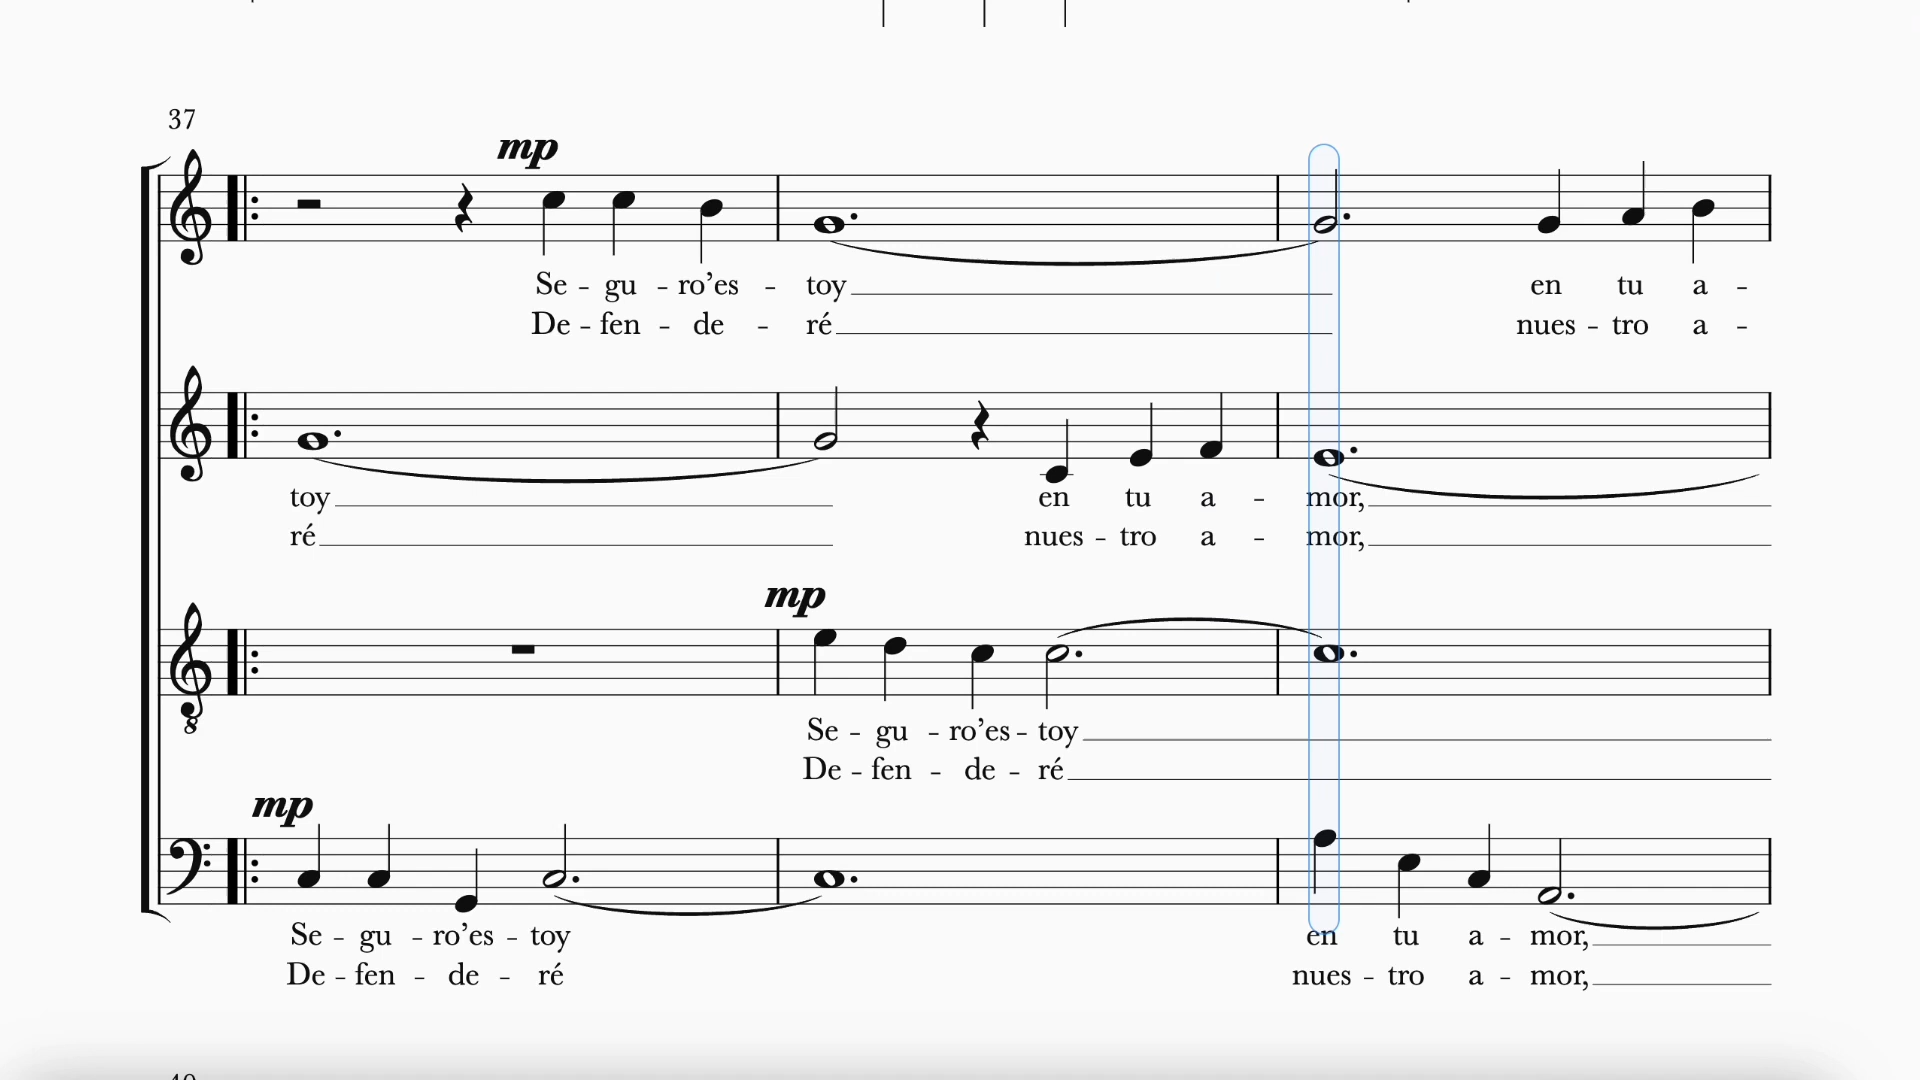 37
mp
Se - gu - ro’es - toy en tu a -
De - fen - de - ré nues - tro a -
toy en tu a - mor,
ré nues - tro a - mor,
mp
8
Se - gu - ro’es - toy
De - fen - de - ré
mp
Se - gu - ro’es - toy en tu a - mor,
De - fen - de - ré nues - tro a - mor,